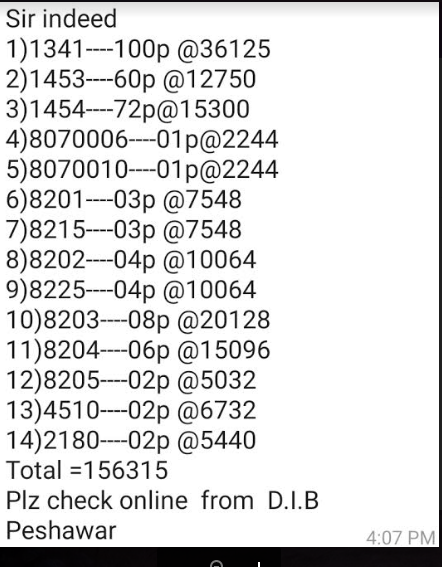 Sir indeed
1)1341----100p @36125
2)1453----60p @12750
3)1454----72p@15300
4)8070006----01p@2244
5)8070010----01p@2244
6)8201----03p @7548
7)8215----03p @7548
8)8202----04p @10064
9)8225----04p @10064
10)8203----08p @20128
11)8204----06p @15096
12)8205----02p @5032
13)4510----02p @6732
14)2180----02p @5440
Total =156315
Plz check online  from  D.I.B
Peshawar
4:07 PM